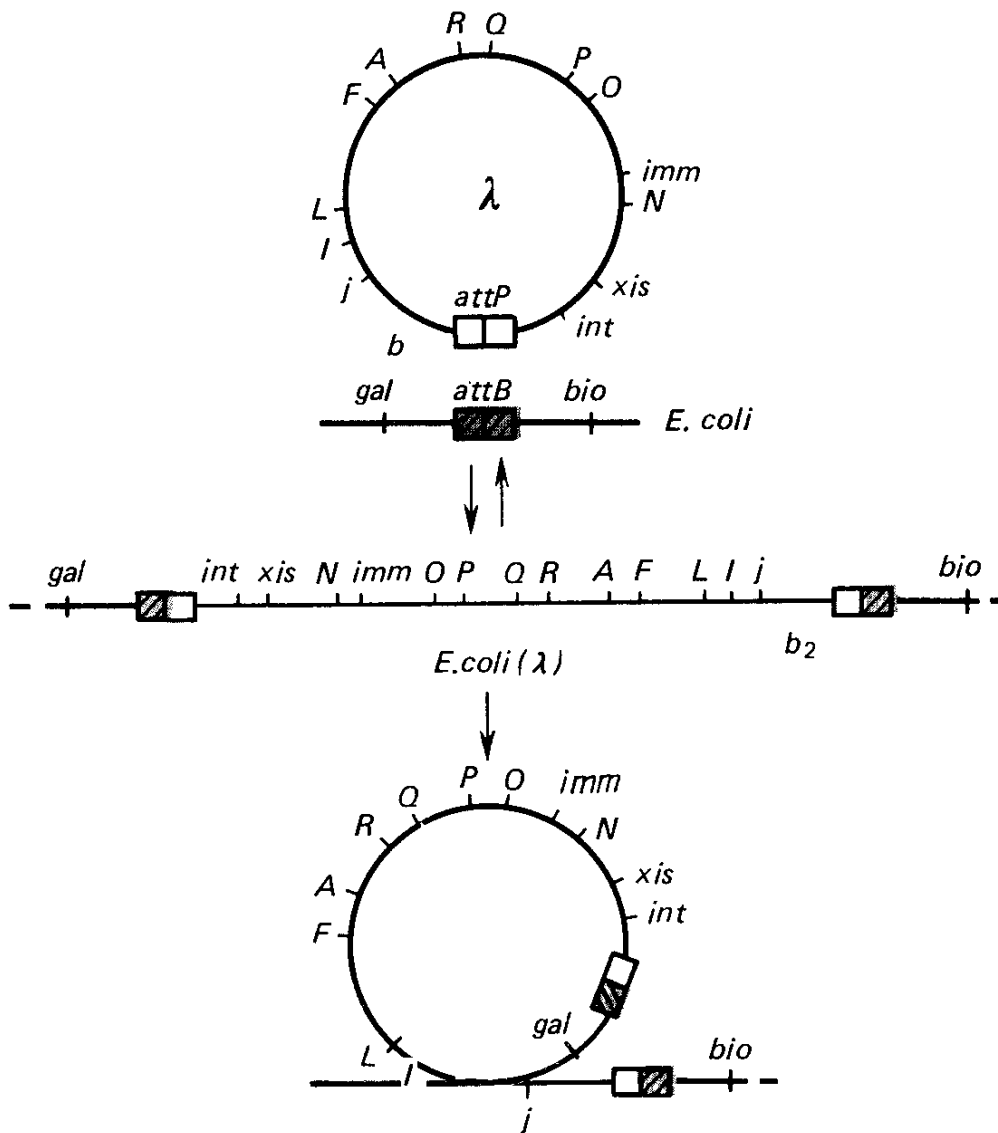 R Q
A P
F O
imm
λ N
L
I
j xis
attP int
b
gal attB bio
E. coli
gal int xis N imm O P Q R A F L I j bio
b2
E.coli (λ)
P O imm
Q N
R
A xis
F int
gal
L I bio
j